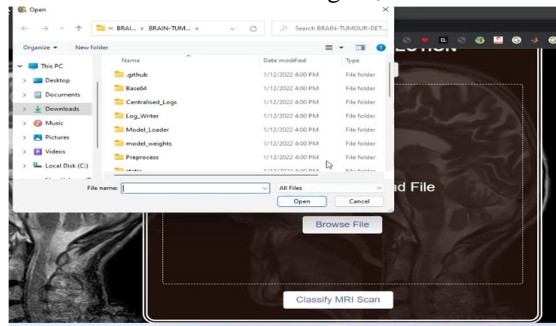 Open
« BRAI... > BRAIN-TUM... >
Search BRAIN-TUMOUR-DET...
Organize
New folder
This PC
Desktop
Documents
Downloads
Music
Pictures
Videos
Local Disk (C:)
Name Date modified Type
.github 1/12/2022 4:00 PM File folder
Base64 1/12/2022 4:00 PM File folder
Centralised_Logs 1/12/2022 4:00 PM File folder
Log_Writer 1/12/2022 4:00 PM File folder
Model_Loader 1/12/2022 4:00 PM File folder
model_weights 1/12/2022 4:00 PM File folder
Preprocess 1/12/2022 4:00 PM File folder
File name:
All Files
Open Cancel
ad File
Browse File
Classify MRI Scan